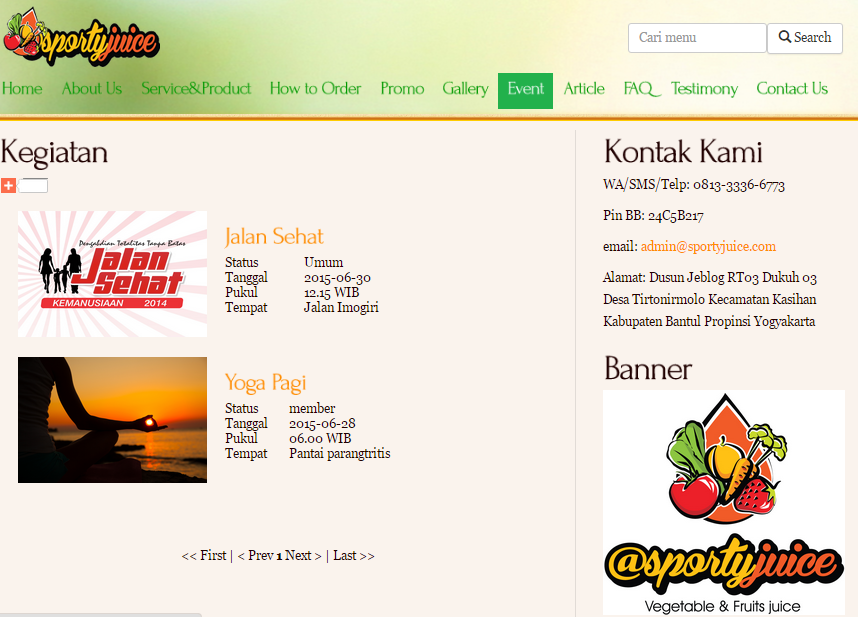 sportyjuice
Cari menu
Search
Home About Us Service&Product How to Order Promo Gallery Event Article FAQ Testimony Contact Us
Kegiatan
Pengabdian Totalitas Tanpa Batas
Jalan
Sehat
KEMANUSIAAN 2014
Jalan Sehat
Status Umum
Tanggal 2015-06-30
Pukul 12.15 WIB
Tempat Jalan Imogiri
Yoga Pagi
Status member
Tanggal 2015-06-28
Pukul 06.00 WIB
Tempat Pantai parangtritis
<< First | < Prev 1 Next > | Last >>
Kontak Kami
WA/SMS/Telp: 0813-3336-6773
Pin BB: 24C5B217
email: admin@sportyjuice.com
Alamat: Dusun Jeblog RT03 Dukuh 03
Desa Tirtonirmolo Kecamatan Kasihan
Kabupaten Bantul Propinsi Yogyakarta
Banner
@sportyjuice
Vegetable & Fruits juice